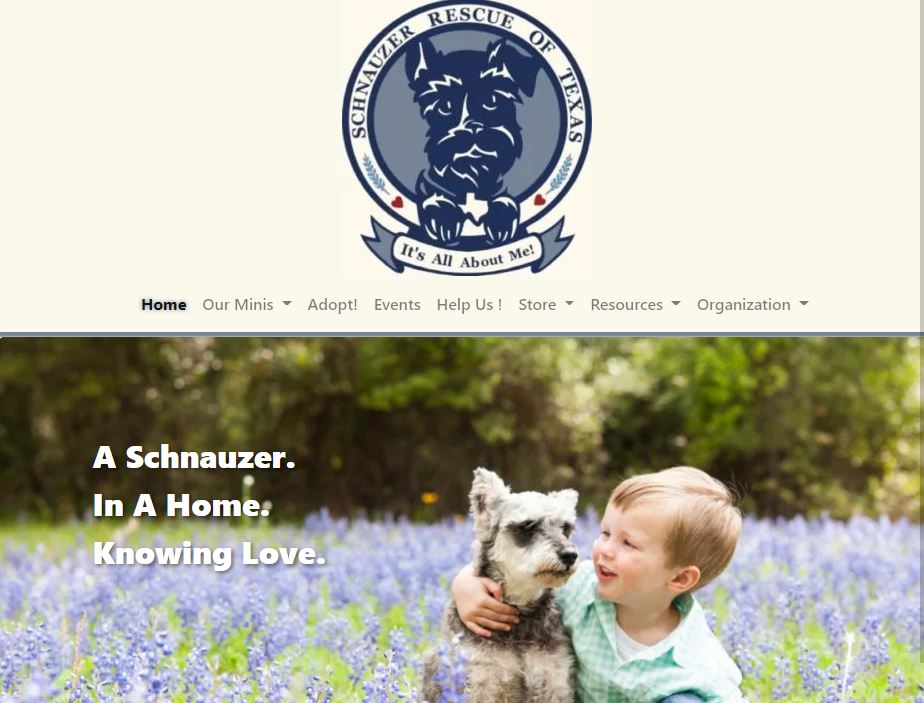 SCHNAUZER RESCUE OF TEXAS
It's All About Me!
Home Our Minis Adopt! Events Help Us ! Store Resources Organization
A Schnauzer.
In A Home.
Knowing Love.